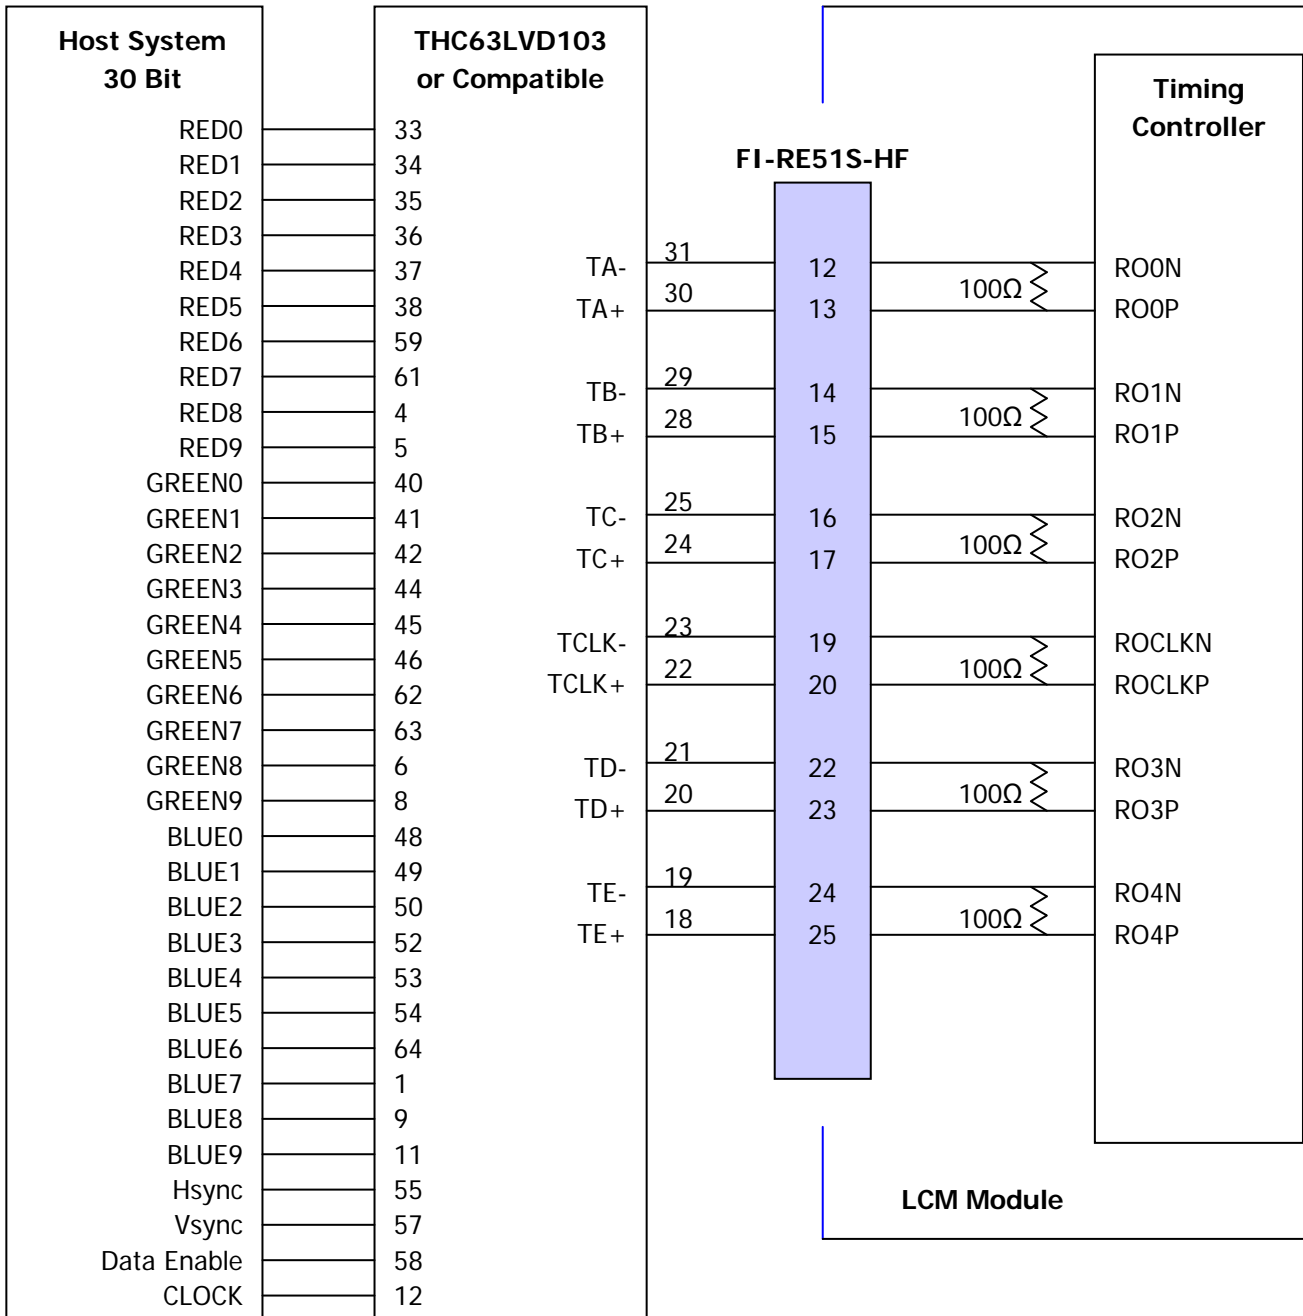 Host System
30 Bit
RED0 33
RED1 34
RED2 35
RED3 36
RED4 37
RED5 38
RED6 59
RED7 61
RED8 4
RED9 5
GREEN0 40
GREEN1 41
GREEN2 42
GREEN3 44
GREEN4 45
GREEN5 46
GREEN6 62
GREEN7 63
GREEN8 6
GREEN9 8
BLUE0 48
BLUE1 49
BLUE2 50
BLUE3 52
BLUE4 53
BLUE5 54
BLUE6 64
BLUE7 1
BLUE8 9
BLUE9 11
Hsync 55
Vsync 57
Data Enable 58
CLOCK 12
THC63LVD103
or Compatible
FI-RE51S-HF
Timing
Controller
TA- 31 12 RO0N
100Ω
TA+ 30 13 RO0P
TB- 29 14 RO1N
100Ω
TB+ 28 15 RO1P
TC- 25 16 RO2N
100Ω
TC+ 24 17 RO2P
TCLK- 23 19 ROCLKN
100Ω
TCLK+ 22 20 ROCLKP
TD- 21 22 RO3N
100Ω
TD+ 20 23 RO3P
TE- 19 24 RO4N
100Ω
TE+ 18 25 RO4P
LCM Module